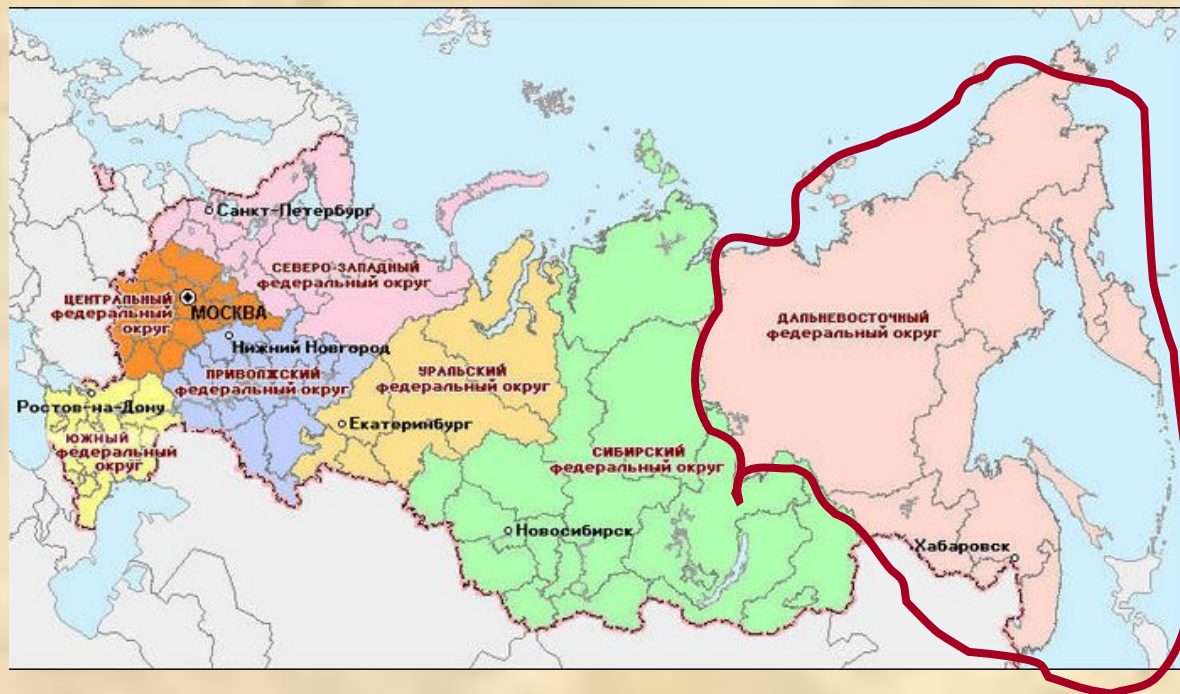 Санкт-Петербург
СЕВЕРО-ЗАПАДНЫЙ
федеральный округ
ЦЕНТРАЛЬНЫЙ
федеральный
округ
МОСКВА
Нижний Новгород
ПРИВОЛЖСКИЙ
федеральный округ
УРАЛЬСКИЙ
федеральный округ
Ростов-на-Дону
ЮЖНЫЙ
федеральный
округ
Екатеринбург
СИБИРСКИЙ
федеральный округ
Новосибирск
ДАЛЬНЕВОСТОЧНЫЙ
федеральный округ
Хабаровск